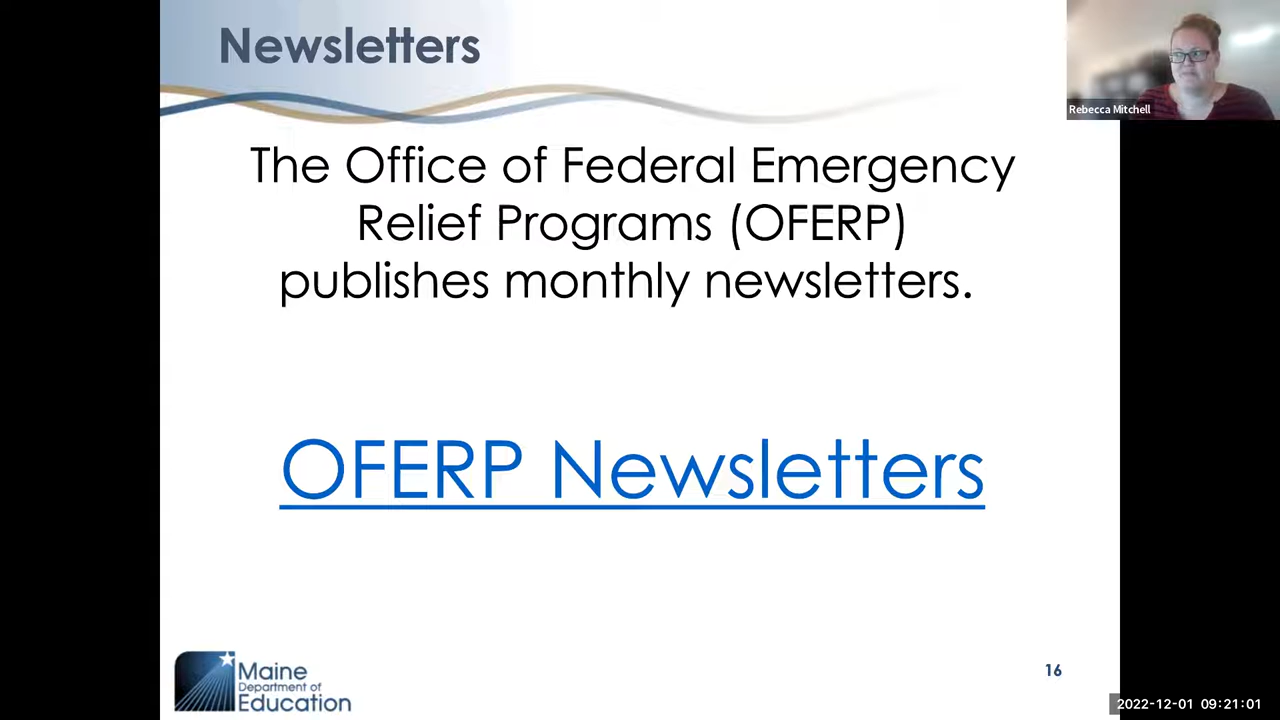 Newsletters
Rebecca Mitchell
The Office of Federal Emergency
Relief Programs (OFERP)
publishes monthly newsletters.
OFERP Newsletters
Maine
Department of
Education
16
2022-12-01 09:21:01